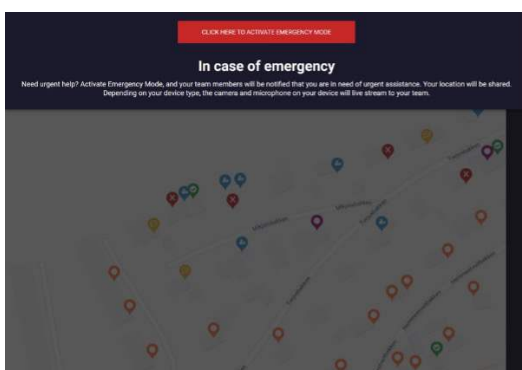 CLICK HERE TO ACTIVATE EMERGENCY MODE
In case of emergency
Need urgent help? Activate Emergency Mode, and your team members will be notified that you are in need of urgent assistance. Your location will be shared.
Depending on your device type, the camera and microphone on your device will live stream to your team.